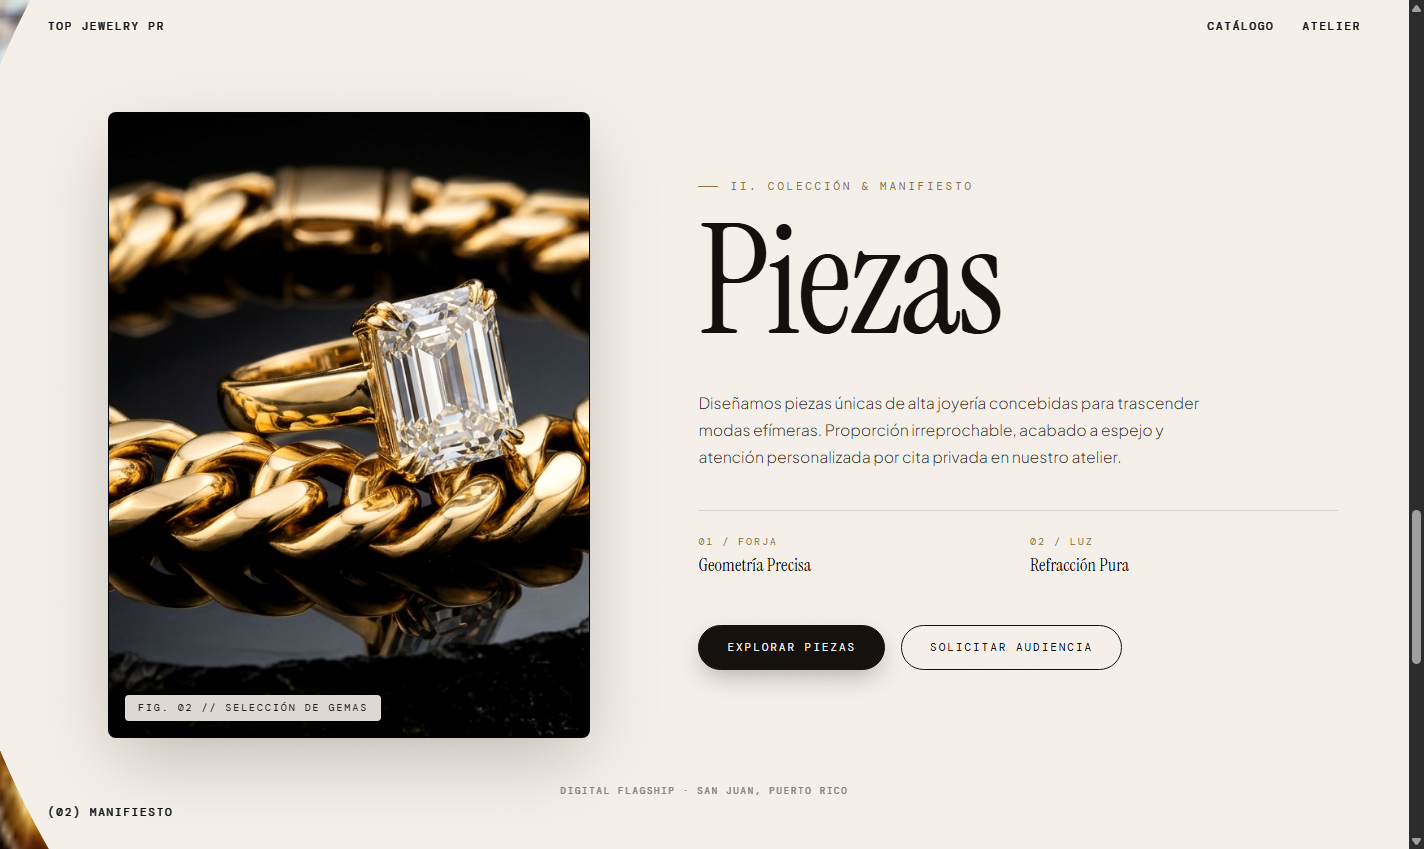 TOP JEWELRY PR
CATÁLOGO
ATELIER
II. COLECCIÓN & MANIFIESTO
Piezas
Diseñamos piezas únicas de alta joyería concebidas para trascender
modas efímeras. Proporción irreprochable, acabado a espejo y
atención personalizada por cita privada en nuestro atelier.
01 / FORJA
Geometría Precisa
02 / LUZ
Refracción Pura
EXPLORAR PIEZAS
SOLICITAR AUDIENCIA
FIG. 02 // SELECCIÓN DE GEMAS
DIGITAL FLAGSHIP - SAN JUAN, PUERTO RICO
(02) MANIFIESTO